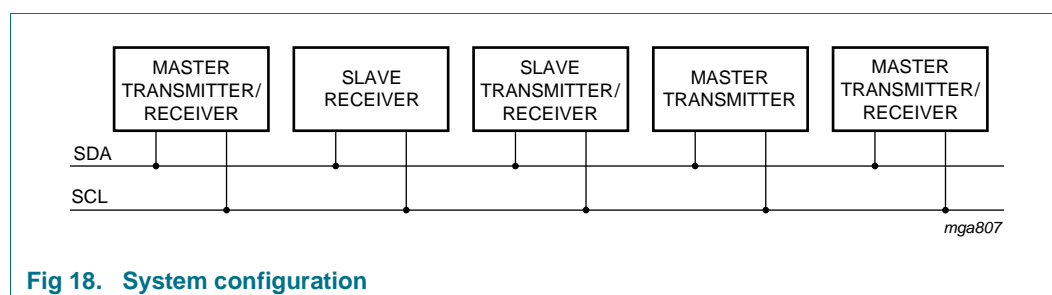 MASTER
TRANSMITTER/
RECEIVER
SLAVE
RECEIVER
SLAVE
TRANSMITTER/
RECEIVER
MASTER
TRANSMITTER
MASTER
TRANSMITTER/
RECEIVER
SDA
SCL
mga807
Fig 18. System configuration